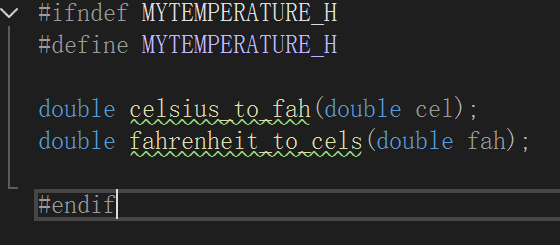 #ifndef MYTEMPERATURE_H
#define MYTEMPERATURE_H
double celsius_to_fah(double cel);
double fahrenheit_to_cels(double fah);
#endif